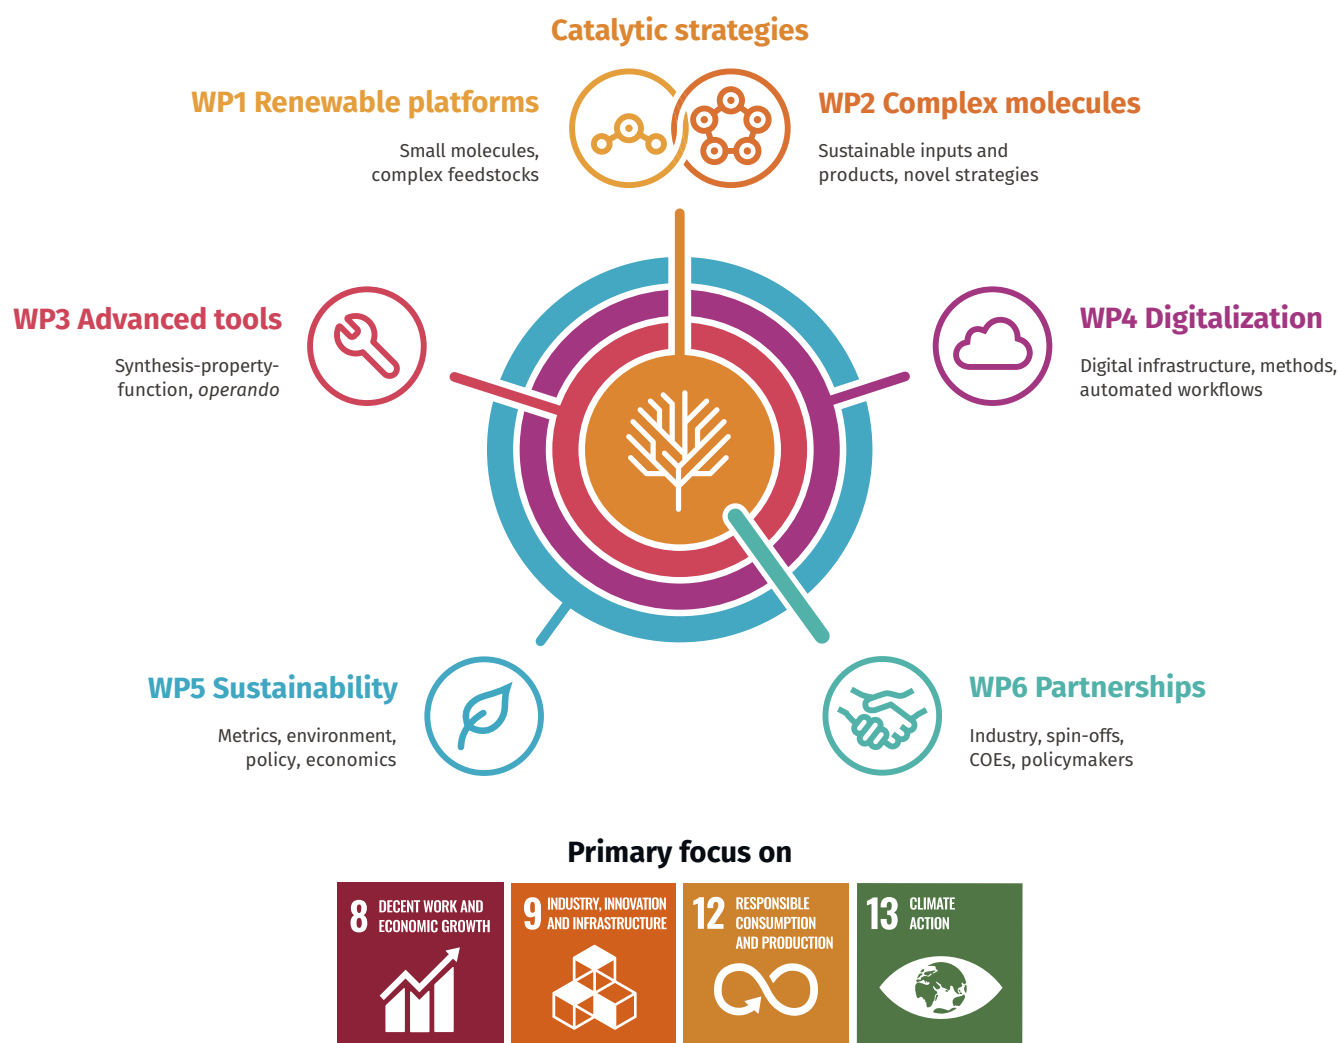 Catalytic strategies
WP1 Renewable platforms
Small molecules,
complex feedstocks
WP2 Complex molecules
Sustainable inputs and
products, novel strategies
WP3 Advanced tools
Synthesis-property-
function, operando
WP4 Digitalization
Digital infrastructure, methods,
automated workflows
WP5 Sustainability
Metrics, environment,
policy, economics
WP6 Partnerships
Industry, spin-offs,
COEs, policymakers
Primary focus on
8 DECENT WORK AND
ECONOMIC GROWTH
9 INDUSTRY, INNOVATION
AND INFRASTRUCTURE
12 RESPONSIBLE
CONSUMPTION
AND PRODUCTION
13 CLIMATE
ACTION